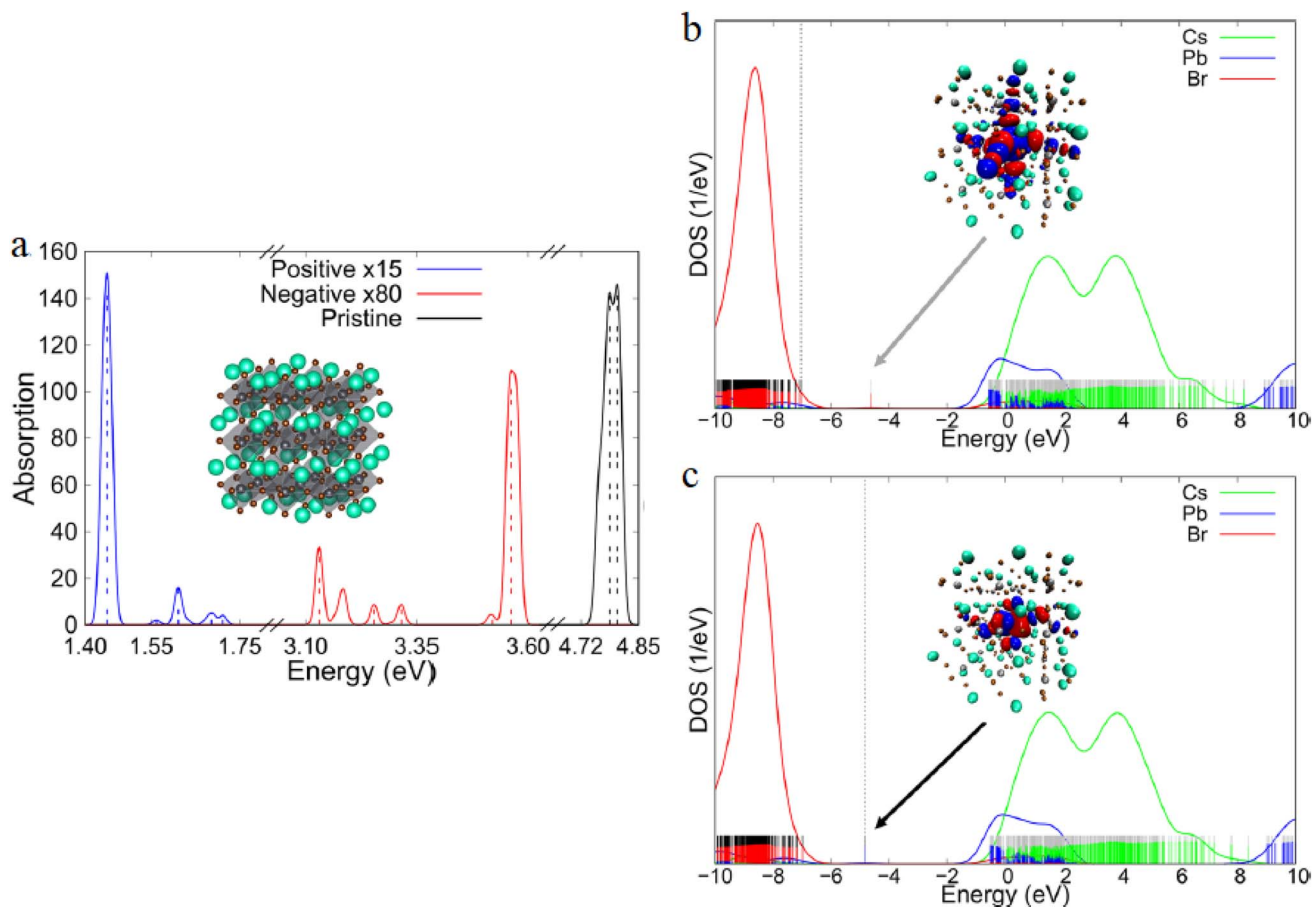 a
160
140
120
100
80
60
40
20
0
Absorption
Positive x15
Negative x80
Pristine
1.40 1.55 1.75 3.10 3.35 3.60 4.72 4.85
Energy (eV)
b
DOS (1/eV)
Cs
Pb
Br
−10 −8 −6 −4 −2 0 2 4 6 8 10
Energy (eV)
c
DOS (1/eV)
Cs
Pb
Br
−10 −8 −6 −4 −2 0 2 4 6 8 10
Energy (eV)